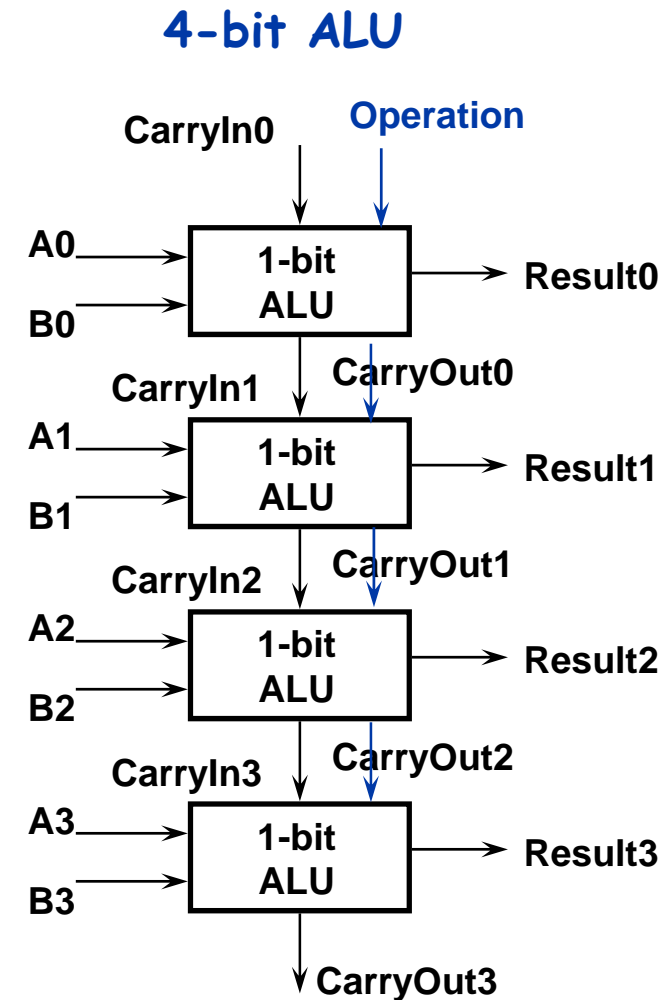 4-bit ALU
CarryIn0
Operation
A0
B0
1-bit
ALU
Result0
CarryIn1
CarryOut0
A1
B1
1-bit
ALU
Result1
CarryIn2
CarryOut1
A2
B2
1-bit
ALU
Result2
CarryIn3
CarryOut2
A3
B3
1-bit
ALU
Result3
CarryOut3